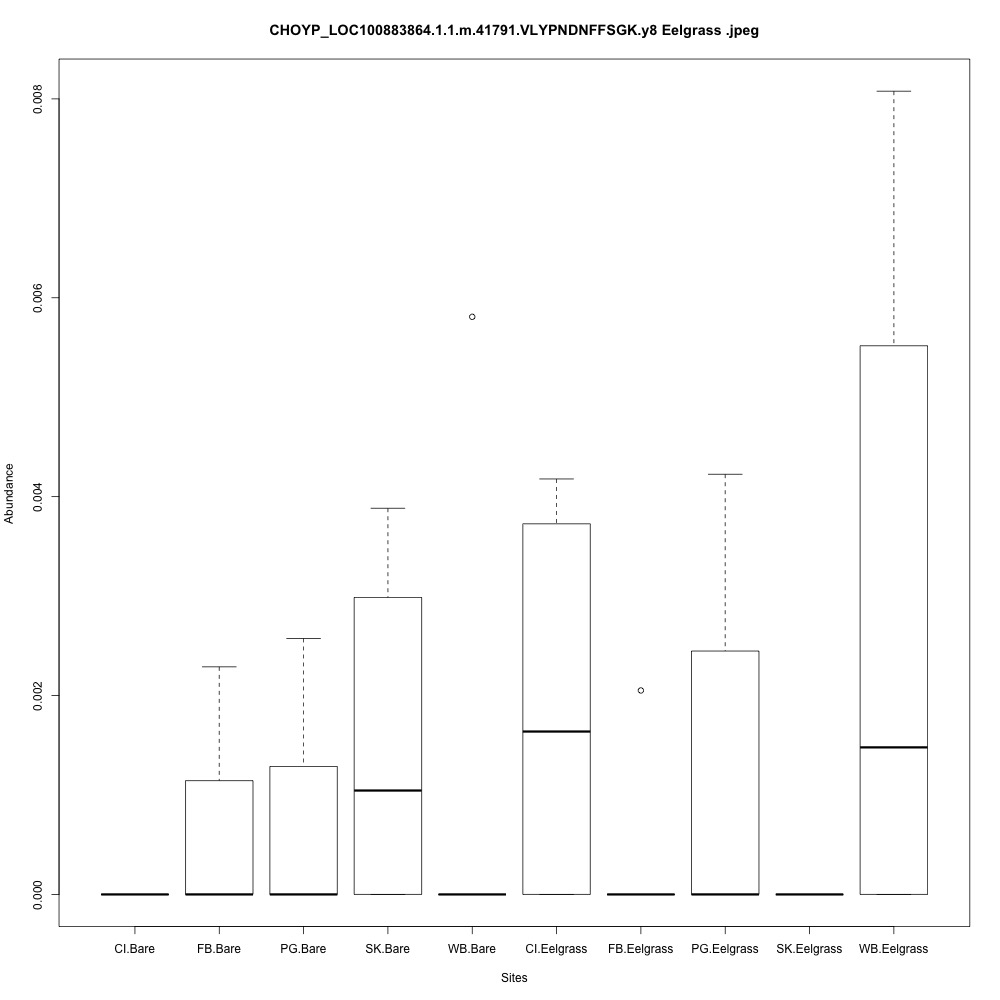 CHOYP_LOC100883864.1.1.m.41791.VLYPNDNFFSGK.y8 Eelgrass .jpeg
0.008
0.006
0.004
0.002
0.000
Abundance
CI.Bare FB.Bare PG.Bare SK.Bare WB.Bare CI.Eelgrass FB.Eelgrass PG.Eelgrass SK.Eelgrass WB.Eelgrass
Sites